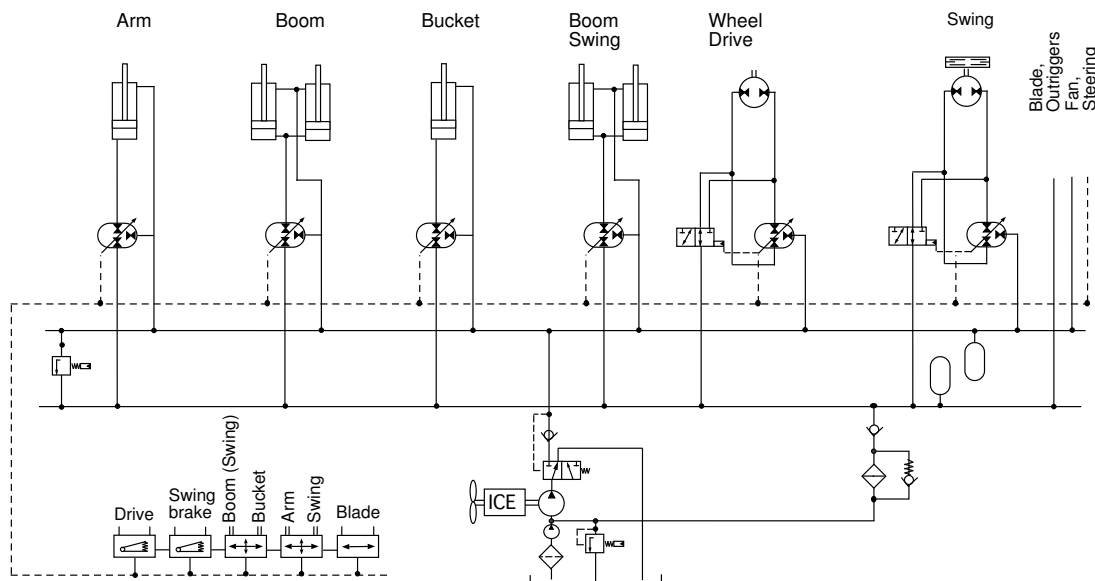 Arm
Boom
Bucket
Boom
Swing
Wheel
Drive
Swing
Blade,
Outriggers
Fan,
Steering
ICE
Drive
Swing
brake
Boom (Swing)
Bucket
Arm
Swing
Blade